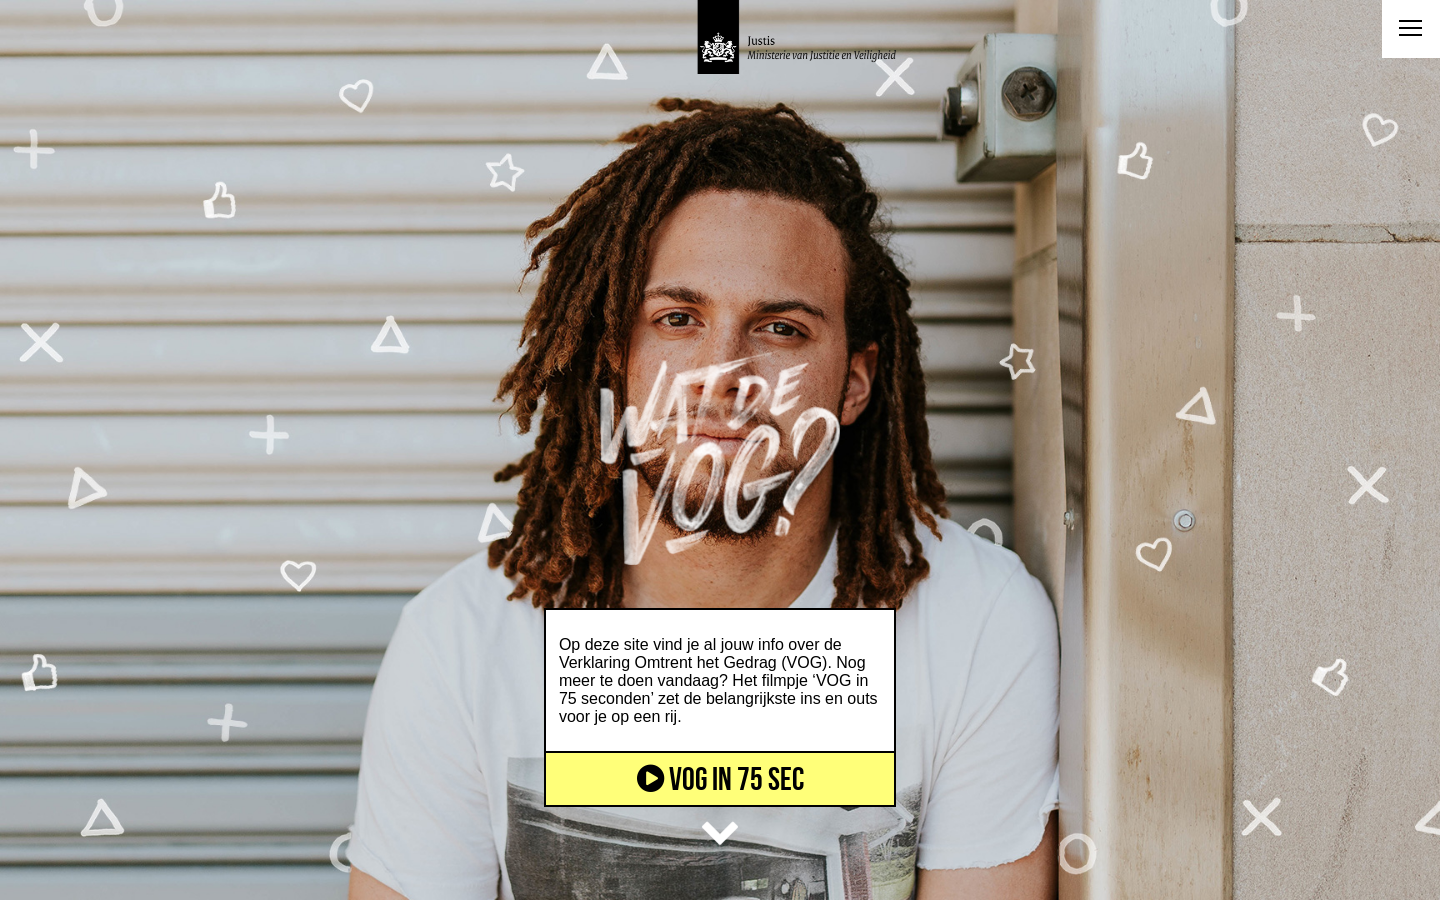 Justis
Ministerie van Justitie en Veiligheid
WAT DE
VOG?
Op deze site vind je al jouw info over de
Verklaring Omtrent het Gedrag (VOG). Nog
meer te doen vandaag? Het filmpje ‘VOG in
75 seconden’ zet de belangrijkste ins en outs
voor je op een rij.
VOG IN 75 SEC